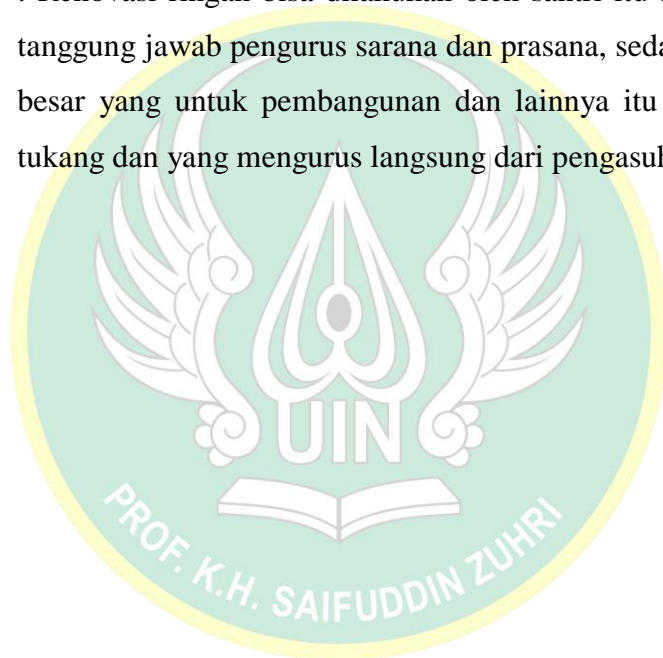 tanggung jawab pengurus sarana dan prasana,
besar yang untuk pembangunan dan lainnya itu
tukang dan yang mengurus langsung dari pengasuh
UIN
PROF. K.H. SAIFUDDIN ZUHRI